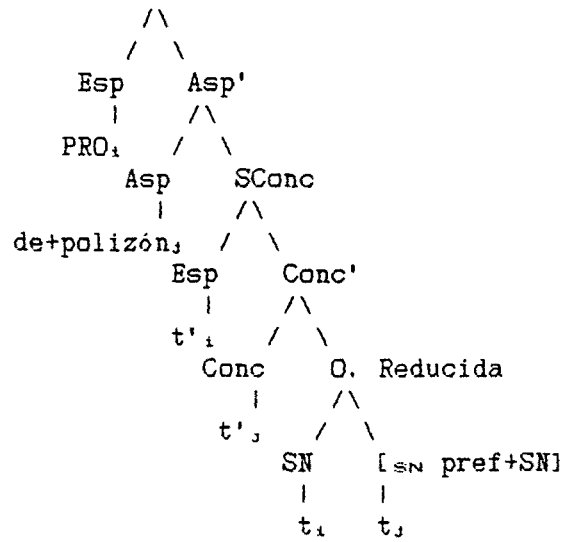 Esp Asp'
PROᵢ
Asp SConc
de+polizónⱼ
Esp Conc'
t'ᵢ
Conc O. Reducida
t'ⱼ
SN [SN pref+SN]
tᵢ tⱼ